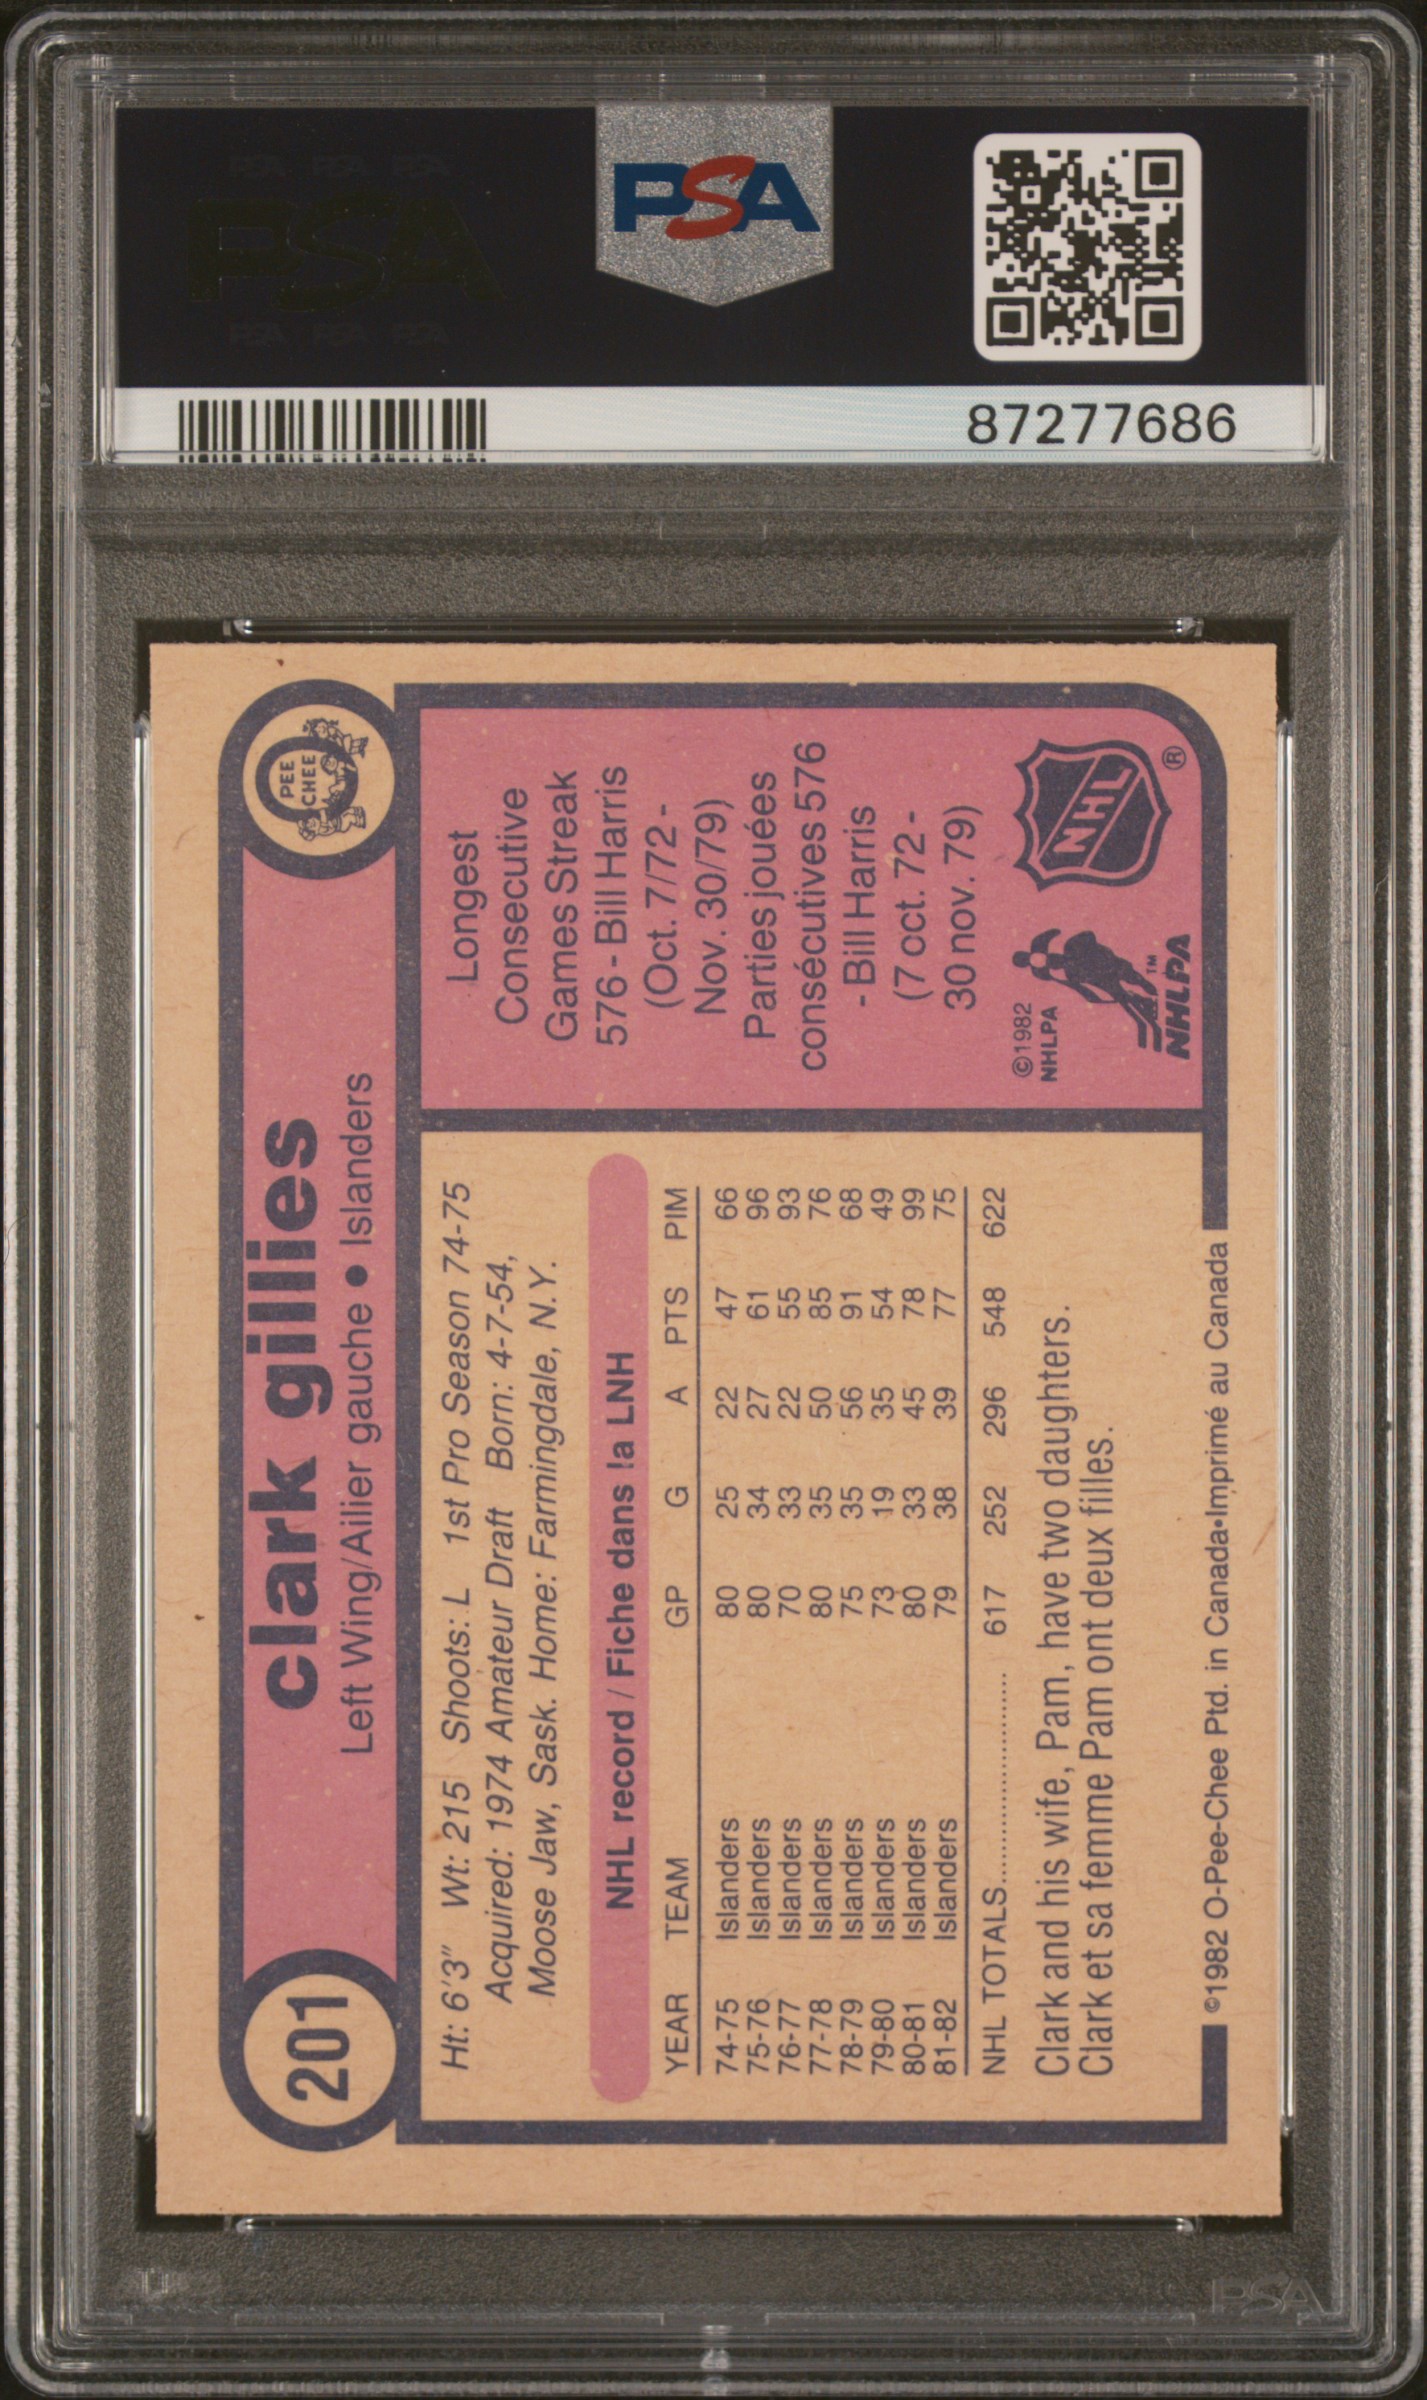 PSA
87277686
201
PEE
CHEE
clark gillies
Left Wing/Ailier gauche • Islanders
Ht: 6'3" Wt: 215 Shoots: L 1st Pro Season 74-75
Acquired: 1974 Amateur Draft Born: 4-7-54,
Moose Jaw, Sask. Home: Farmingdale, N.Y.
NHL record / Fiche dans la LNH
YEAR TEAM GP G A PTS PIM
74-75 Islanders 80 25 22 47 66
75-76 Islanders 80 34 27 61 96
76-77 Islanders 70 33 22 55 93
77-78 Islanders 80 35 50 85 76
78-79 Islanders 75 35 56 91 68
79-80 Islanders 73 19 35 54 49
80-81 Islanders 80 33 45 78 99
81-82 Islanders 79 38 39 77 75
NHL TOTALS.................... 617 252 296 548 622
Clark and his wife, Pam, have two daughters.
Clark et sa femme Pam ont deux filles.
©1982 O-Pee-Chee Ptd. in Canada•Imprimé au Canada
Longest
Consecutive
Games Streak
576 - Bill Harris
(Oct. 7/72 -
Nov. 30/79)
Parties jouées
consécutives 576
- Bill Harris
(7 oct. 72 -
30 nov. 79)
©1982
NHLPA
NHLPA™
NHL®
PSA